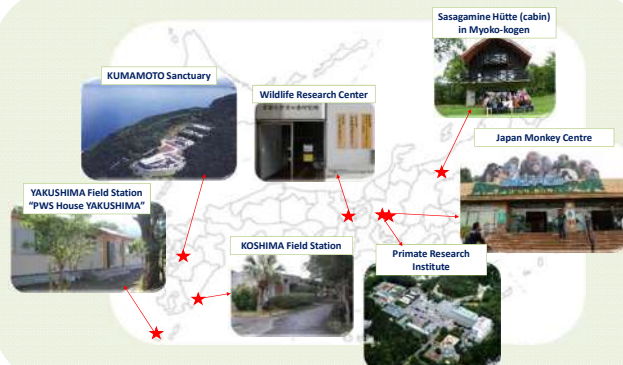 Sasagamine Hütte (cabin)
in Myoko-kogen
KUMAMOTO Sanctuary
Wildlife Research Center
Japan Monkey Centre
YAKUSHIMA Field Station
“PWS House YAKUSHIMA”
KOSHIMA Field Station
Primate Research
Institute